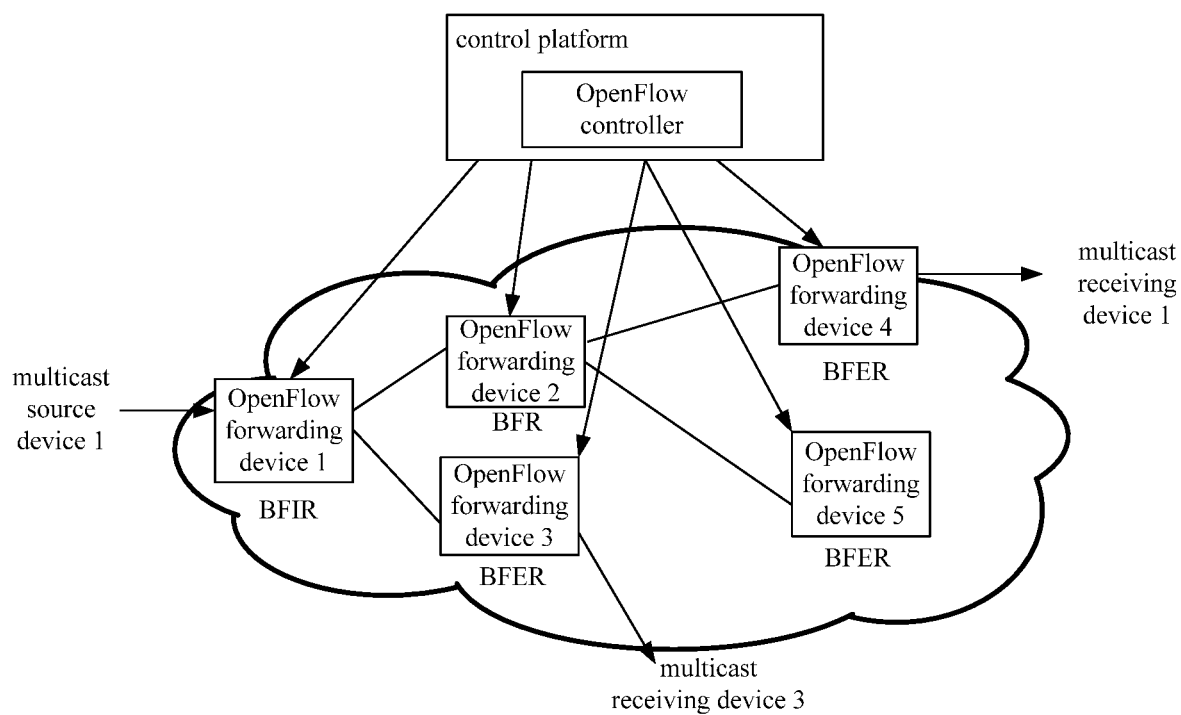 control platform
OpenFlow
controller
OpenFlow
forwarding
device 4
BFER
multicast
receiving
device 1
OpenFlow
forwarding
device 2
BFR
multicast
source
device 1
OpenFlow
forwarding
device 1
BFIR
OpenFlow
forwarding
device 3
BFER
OpenFlow
forwarding
device 5
BFER
multicast
receiving device 3